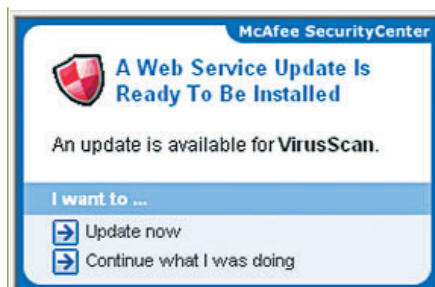 McAfee SecurityCenter
A Web Service Update Is
Ready To Be Installed
An update is available for VirusScan.
I want to ...
Update now
Continue what I was doing